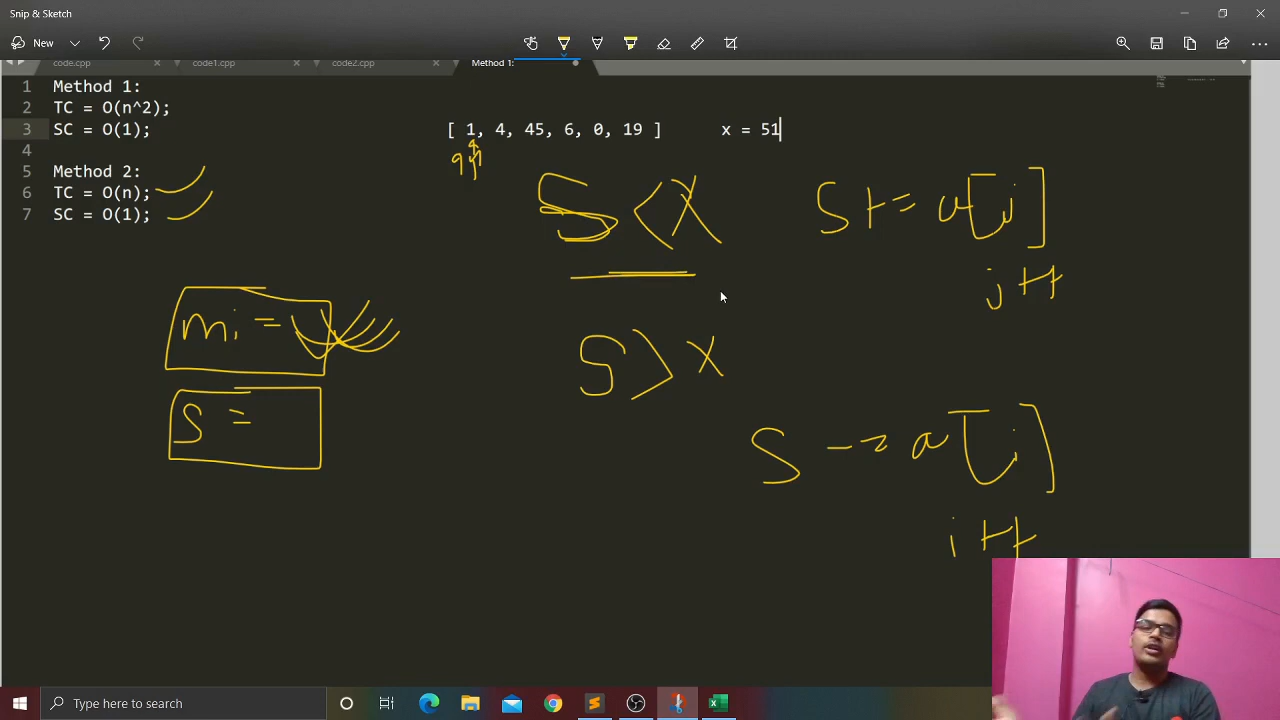 Snip & Sketch
New
code.cpp
code1.cpp
code2.cpp
Method 1:
1 Method 1:
2 TC = O(n^2);
3 SC = O(1);
4
5 Method 2:
6 TC = O(n);
7 SC = O(1);
[ 1, 4, 45, 6, 0, 19 ] x = 51
S < X
S += a[j]
j++
mi =
S > X
S =
S -= a[i]
i++
Type here to search